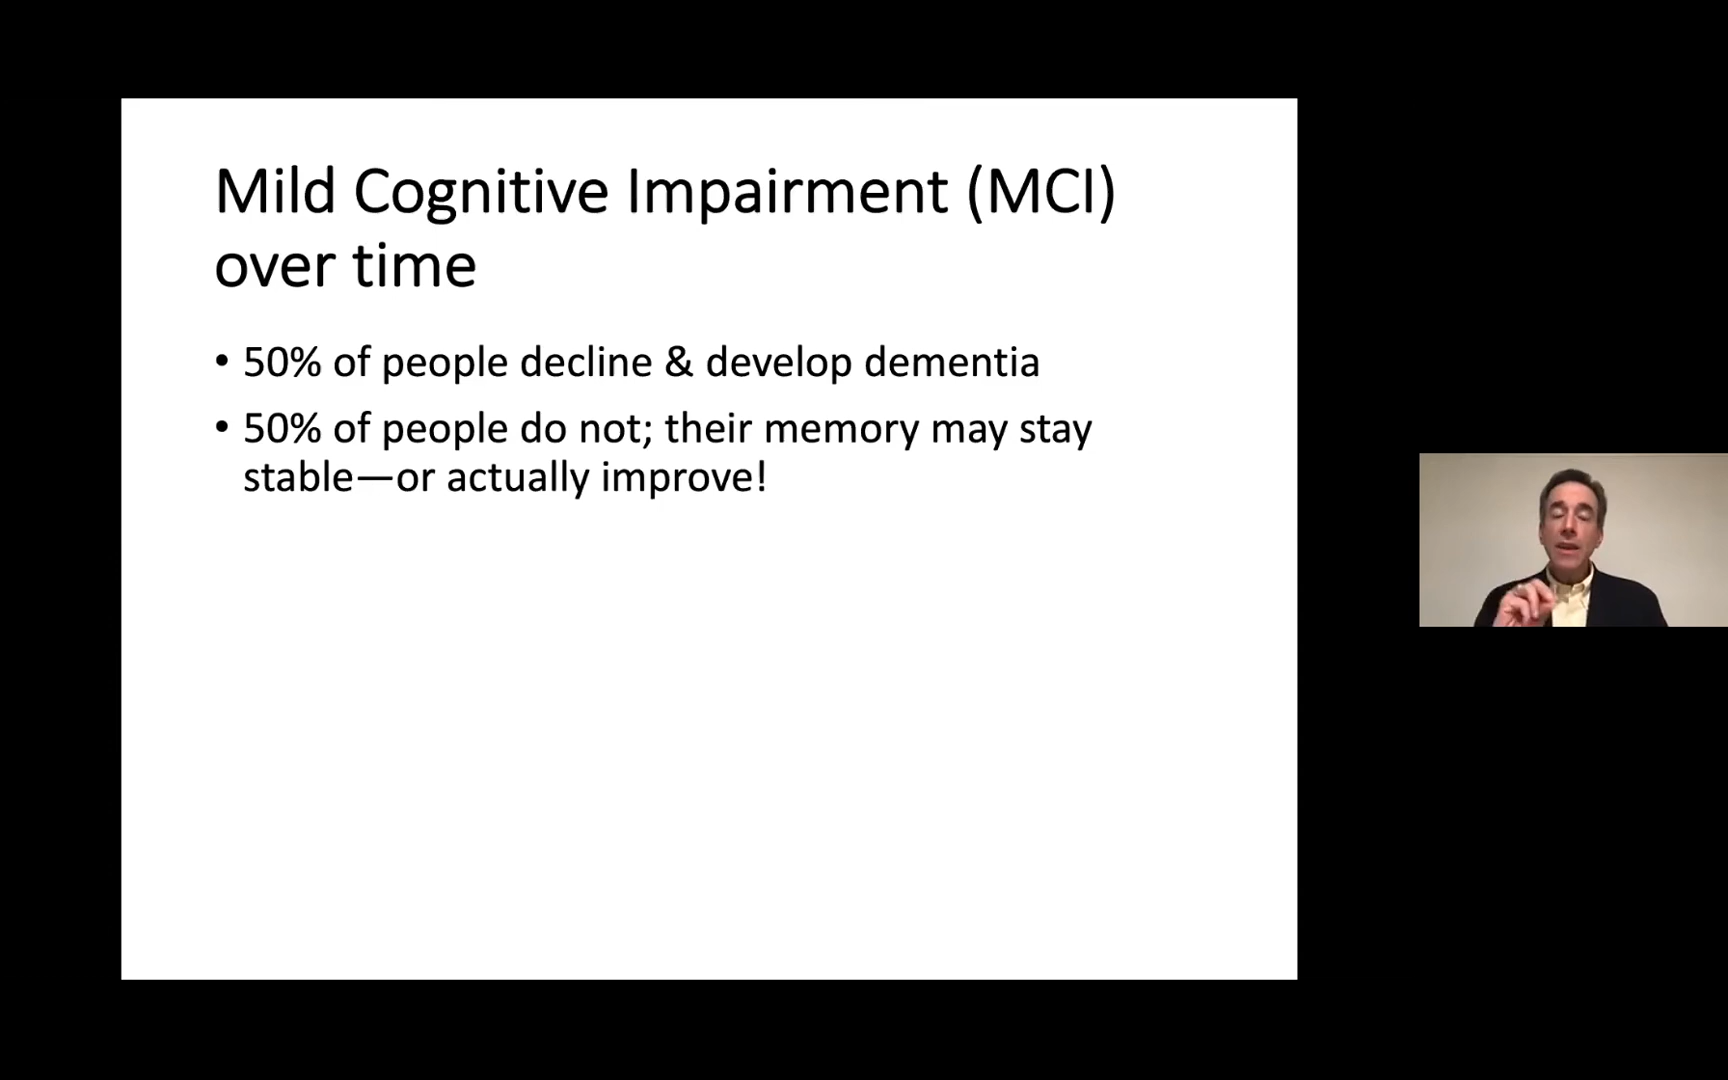 Mild Cognitive Impairment (MCI)
over time
• 50% of people decline & develop dementia
• 50% of people do not; their memory may stay
stable—or actually improve!